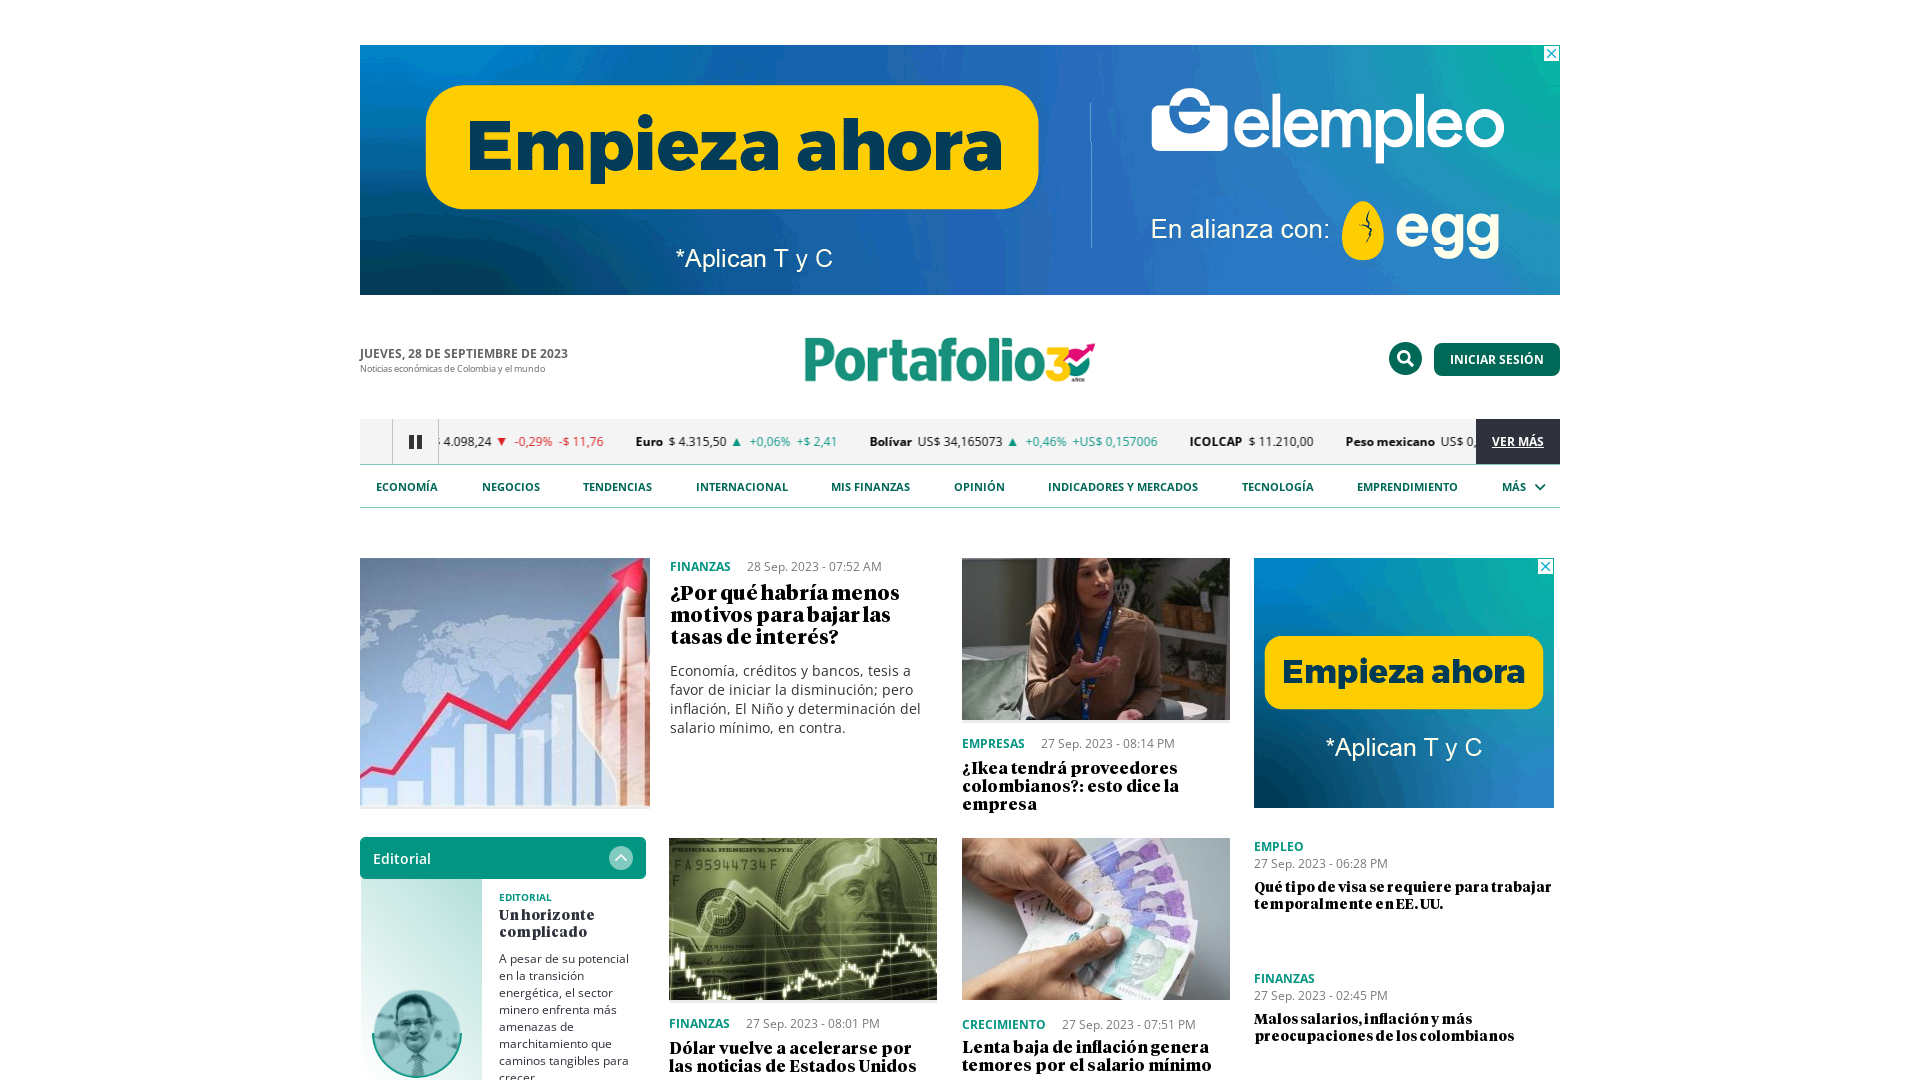 Empieza ahora
*Aplican T y C
elempleo
En alianza con: egg
JUEVES, 28 DE SEPTIEMBRE DE 2023
Noticias económicas de Colombia y el mundo
Portafolio30
AÑOS
INICIAR SESIÓN
$ 4.098,24 ▼ -0,29% -$ 11,76 Euro $ 4.315,50 ▲ +0,06% +$ 2,41 Bolívar US$ 34,165073 ▲ +0,46% +US$ 0,157006 ICOLCAP $ 11.210,00 Peso mexicano US$ 0, VER MÁS
ECONOMÍA NEGOCIOS TENDENCIAS INTERNACIONAL MIS FINANZAS OPINIÓN INDICADORES Y MERCADOS TECNOLOGÍA EMPRENDIMIENTO MÁS
FINANZAS 28 Sep. 2023 - 07:52 AM
¿Por qué habría menos
motivos para bajar las
tasas de interés?
Economía, créditos y bancos, tesis a
favor de iniciar la disminución; pero
inflación, El Niño y determinación del
salario mínimo, en contra.
EMPRESAS 27 Sep. 2023 - 08:14 PM
¿Ikea tendrá proveedores
colombianos?: esto dice la
empresa
Empieza ahora
*Aplican T y C
Editorial
EDITORIAL
Un horizonte
complicado
A pesar de su potencial
en la transición
energética, el sector
minero enfrenta más
amenazas de
marchitamiento que
caminos tangibles para
crecer.
FEDERAL RESERVE NOTE
FA95944734F
FINANZAS 27 Sep. 2023 - 08:01 PM
Dólar vuelve a acelerarse por
las noticias de Estados Unidos
CRECIMIENTO 27 Sep. 2023 - 07:51 PM
Lenta baja de inflación genera
temores por el salario mínimo
EMPLEO
27 Sep. 2023 - 06:28 PM
Qué tipo de visa se requiere para trabajar
temporalmente en EE. UU.
FINANZAS
27 Sep. 2023 - 02:45 PM
Malos salarios, inflación y más
preocupaciones de los colombianos